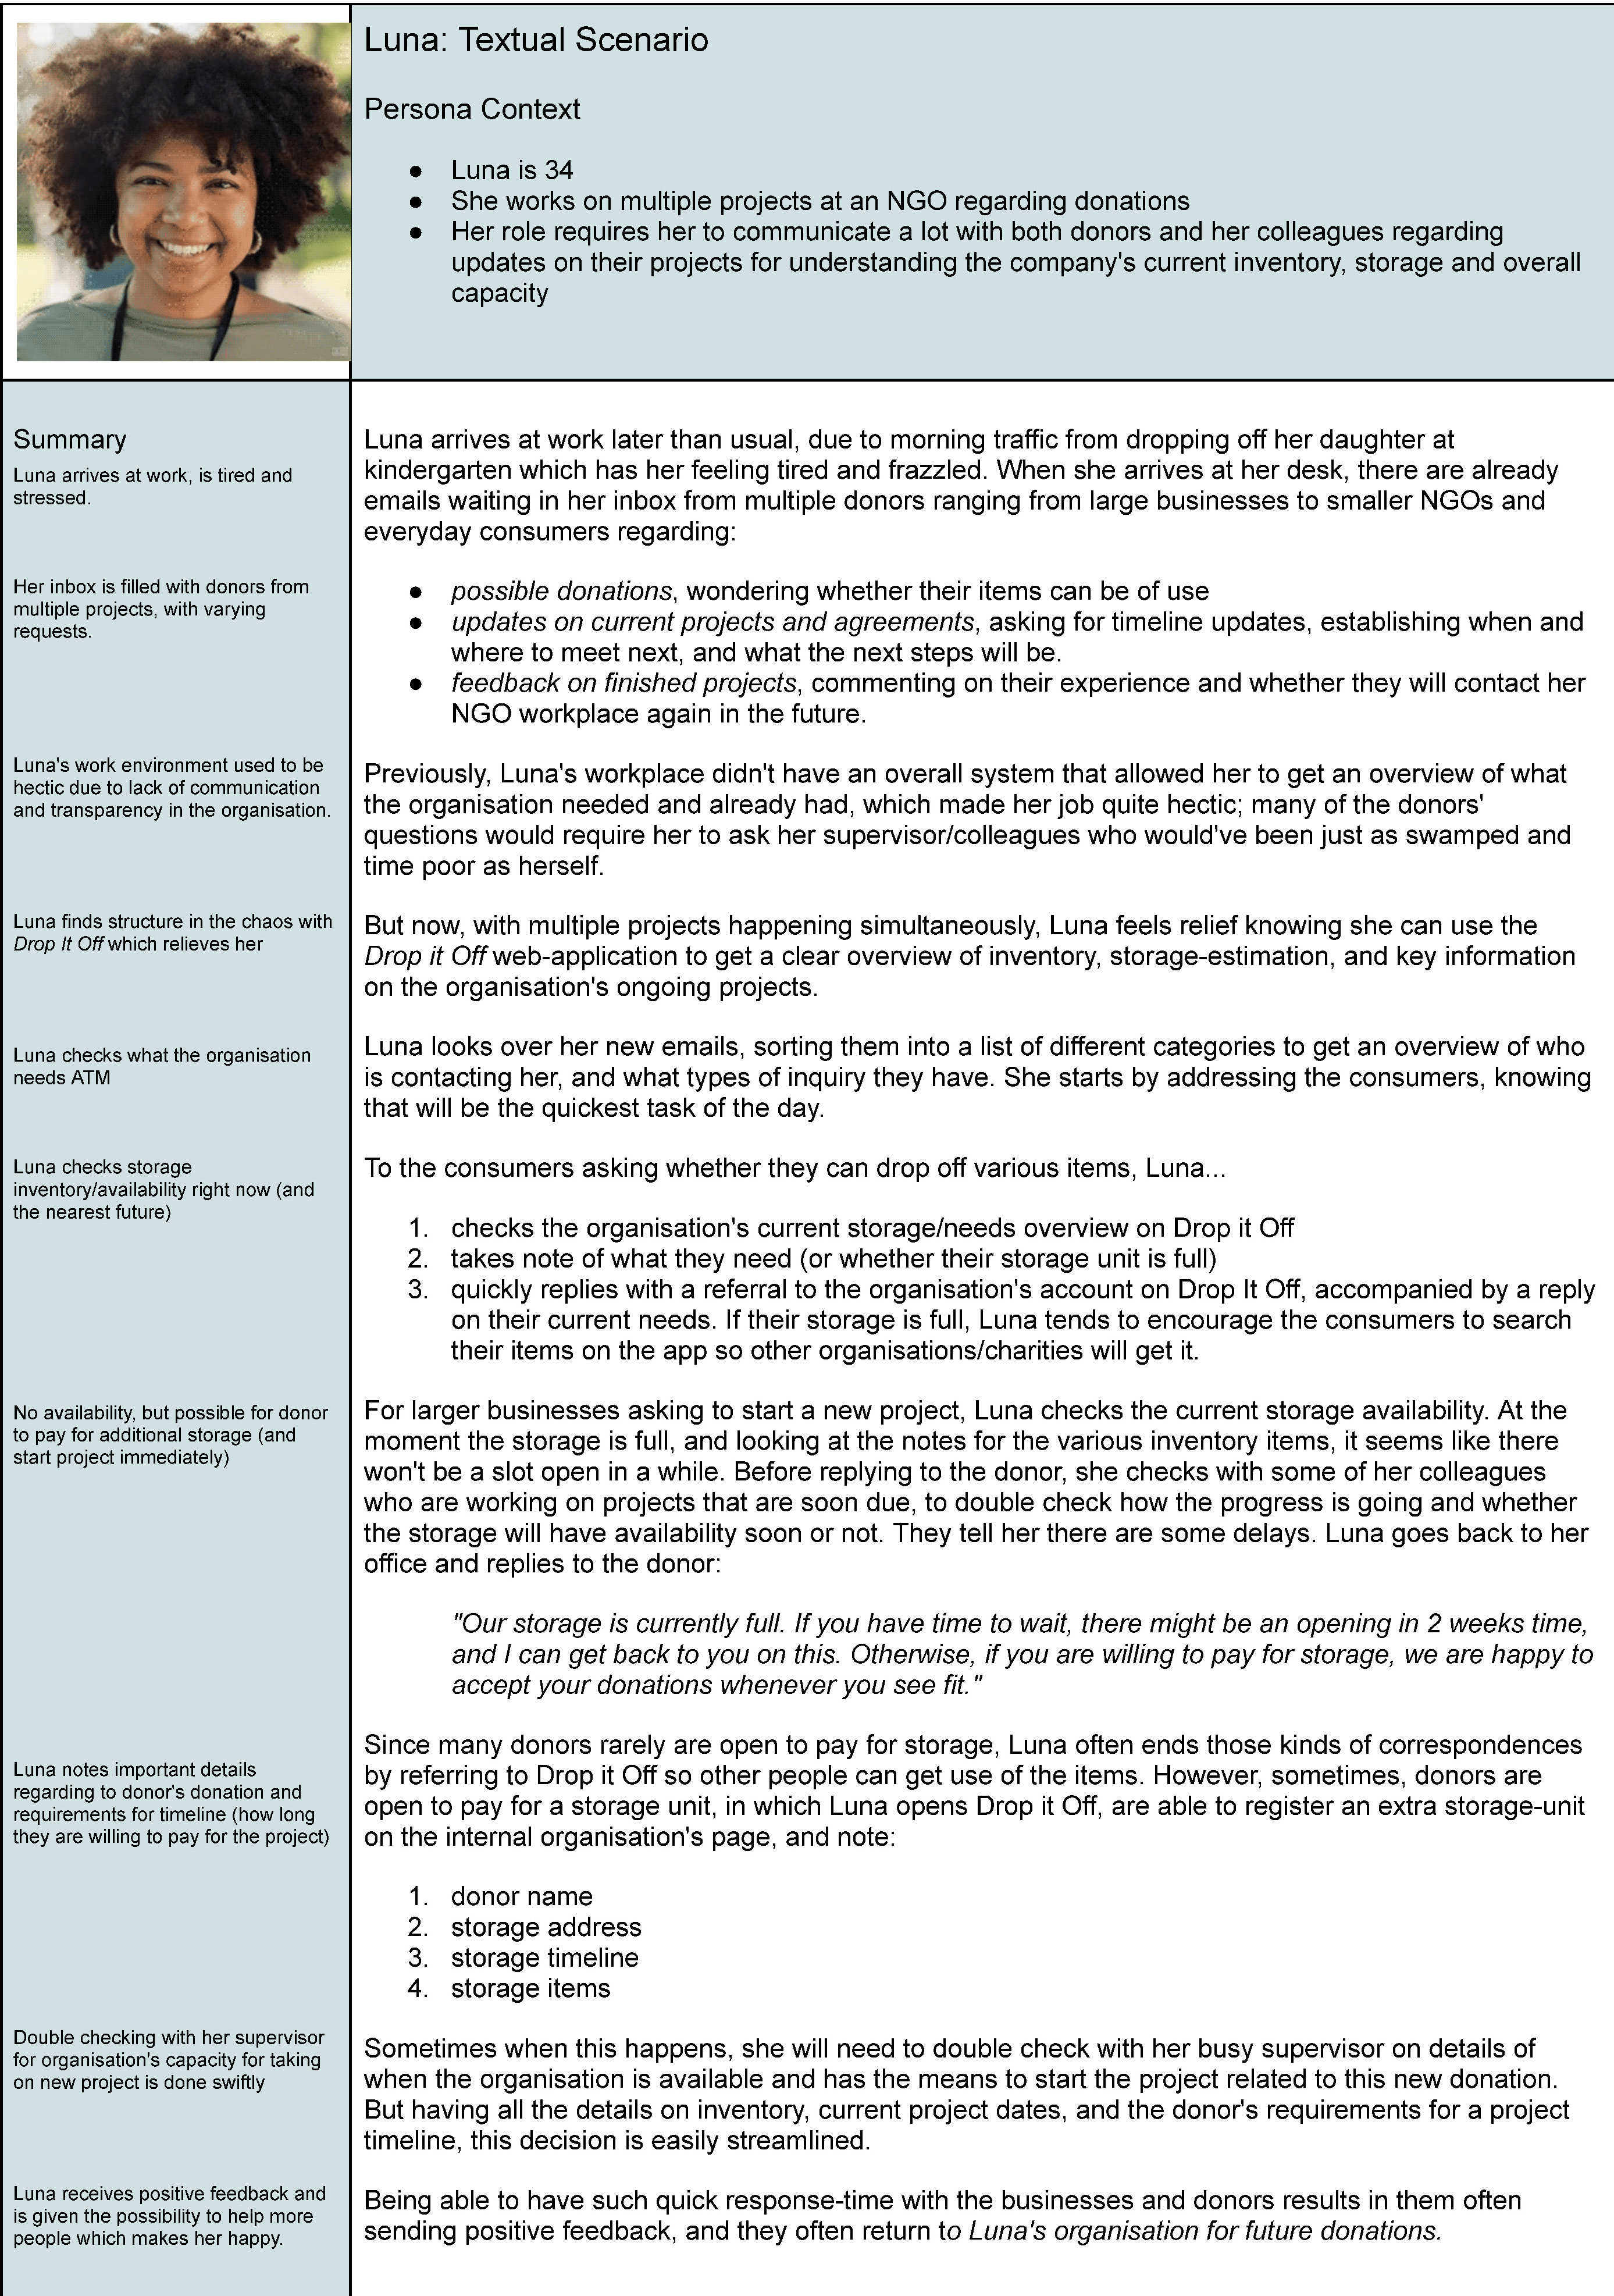 Luna: Textual Scenario
Persona Context
● Luna is 34
● She works on multiple projects at an NGO regarding donations
● Her role requires her to communicate a lot with both donors and her colleagues regarding
updates on their projects for understanding the company's current inventory, storage and overall
capacity
Summary
Luna arrives at work, is tired and
stressed.
Luna arrives at work later than usual, due to morning traffic from dropping off her daughter at
kindergarten which has her feeling tired and frazzled. When she arrives at her desk, there are already
emails waiting in her inbox from multiple donors ranging from large businesses to smaller NGOs and
everyday consumers regarding:
Her inbox is filled with donors from
multiple projects, with varying
requests.
● possible donations, wondering whether their items can be of use
● updates on current projects and agreements, asking for timeline updates, establishing when and
where to meet next, and what the next steps will be.
● feedback on finished projects, commenting on their experience and whether they will contact her
NGO workplace again in the future.
Luna's work environment used to be
hectic due to lack of communication
and transparency in the organisation.
Previously, Luna's workplace didn't have an overall system that allowed her to get an overview of what
the organisation needed and already had, which made her job quite hectic; many of the donors'
questions would require her to ask her supervisor/colleagues who would've been just as swamped and
time poor as herself.
Luna finds structure in the chaos with
Drop It Off which relieves her
But now, with multiple projects happening simultaneously, Luna feels relief knowing she can use the
Drop it Off web-application to get a clear overview of inventory, storage-estimation, and key information
on the organisation's ongoing projects.
Luna checks what the organisation
needs ATM
Luna looks over her new emails, sorting them into a list of different categories to get an overview of who
is contacting her, and what types of inquiry they have. She starts by addressing the consumers, knowing
that will be the quickest task of the day.
Luna checks storage
inventory/availability right now (and
the nearest future)
To the consumers asking whether they can drop off various items, Luna...
1. checks the organisation's current storage/needs overview on Drop it Off
2. takes note of what they need (or whether their storage unit is full)
3. quickly replies with a referral to the organisation's account on Drop It Off, accompanied by a reply
on their current needs. If their storage is full, Luna tends to encourage the consumers to search
their items on the app so other organisations/charities will get it.
No availability, but possible for donor
to pay for additional storage (and
start project immediately)
For larger businesses asking to start a new project, Luna checks the current storage availability. At the
moment the storage is full, and looking at the notes for the various inventory items, it seems like there
won't be a slot open in a while. Before replying to the donor, she checks with some of her colleagues
who are working on projects that are soon due, to double check how the progress is going and whether
the storage will have availability soon or not. They tell her there are some delays. Luna goes back to her
office and replies to the donor:
"Our storage is currently full. If you have time to wait, there might be an opening in 2 weeks time,
and I can get back to you on this. Otherwise, if you are willing to pay for storage, we are happy to
accept your donations whenever you see fit."
Luna notes important details
regarding to donor's donation and
requirements for timeline (how long
they are willing to pay for the project)
Since many donors rarely are open to pay for storage, Luna often ends those kinds of correspondences
by referring to Drop it Off so other people can get use of the items. However, sometimes, donors are
open to pay for a storage unit, in which Luna opens Drop it Off, are able to register an extra storage-unit
on the internal organisation's page, and note:
1. donor name
2. storage address
3. storage timeline
4. storage items
Double checking with her supervisor
for organisation's capacity for taking
on new project is done swiftly
Sometimes when this happens, she will need to double check with her busy supervisor on details of
when the organisation is available and has the means to start the project related to this new donation.
But having all the details on inventory, current project dates, and the donor's requirements for a project
timeline, this decision is easily streamlined.
Luna receives positive feedback and
is given the possibility to help more
people which makes her happy.
Being able to have such quick response-time with the businesses and donors results in them often
sending positive feedback, and they often return to Luna's organisation for future donations.